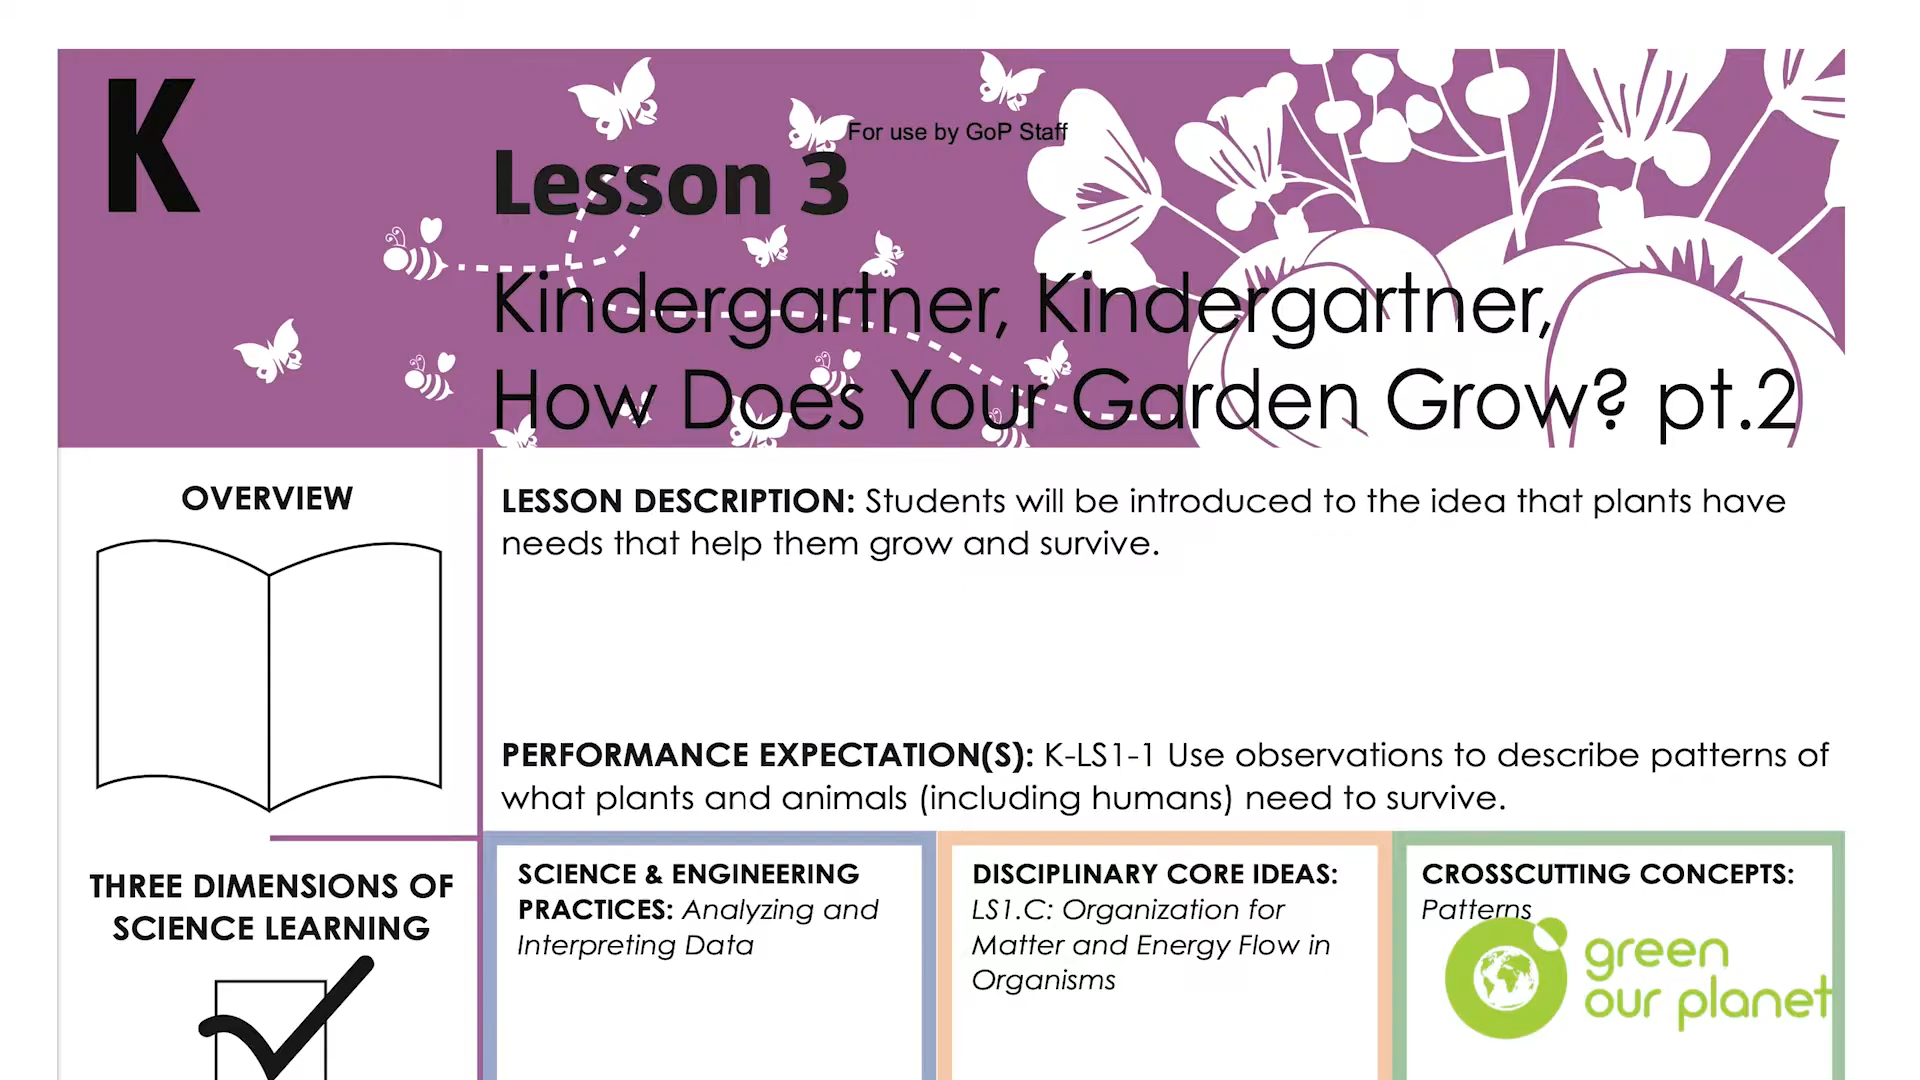 K
For use by GoP Staff
Lesson 3
Kindergartner, Kindergartner,
How Does Your Garden Grow? pt.2
OVERVIEW
LESSON DESCRIPTION: Students will be introduced to the idea that plants have
needs that help them grow and survive.
PERFORMANCE EXPECTATION(S): K-LS1-1 Use observations to describe patterns of
what plants and animals (including humans) need to survive.
THREE DIMENSIONS OF
SCIENCE LEARNING
SCIENCE & ENGINEERING
PRACTICES: Analyzing and
Interpreting Data
DISCIPLINARY CORE IDEAS:
LS1.C: Organization for
Matter and Energy Flow in
Organisms
CROSSCUTTING CONCEPTS:
Patterns
green
our planet